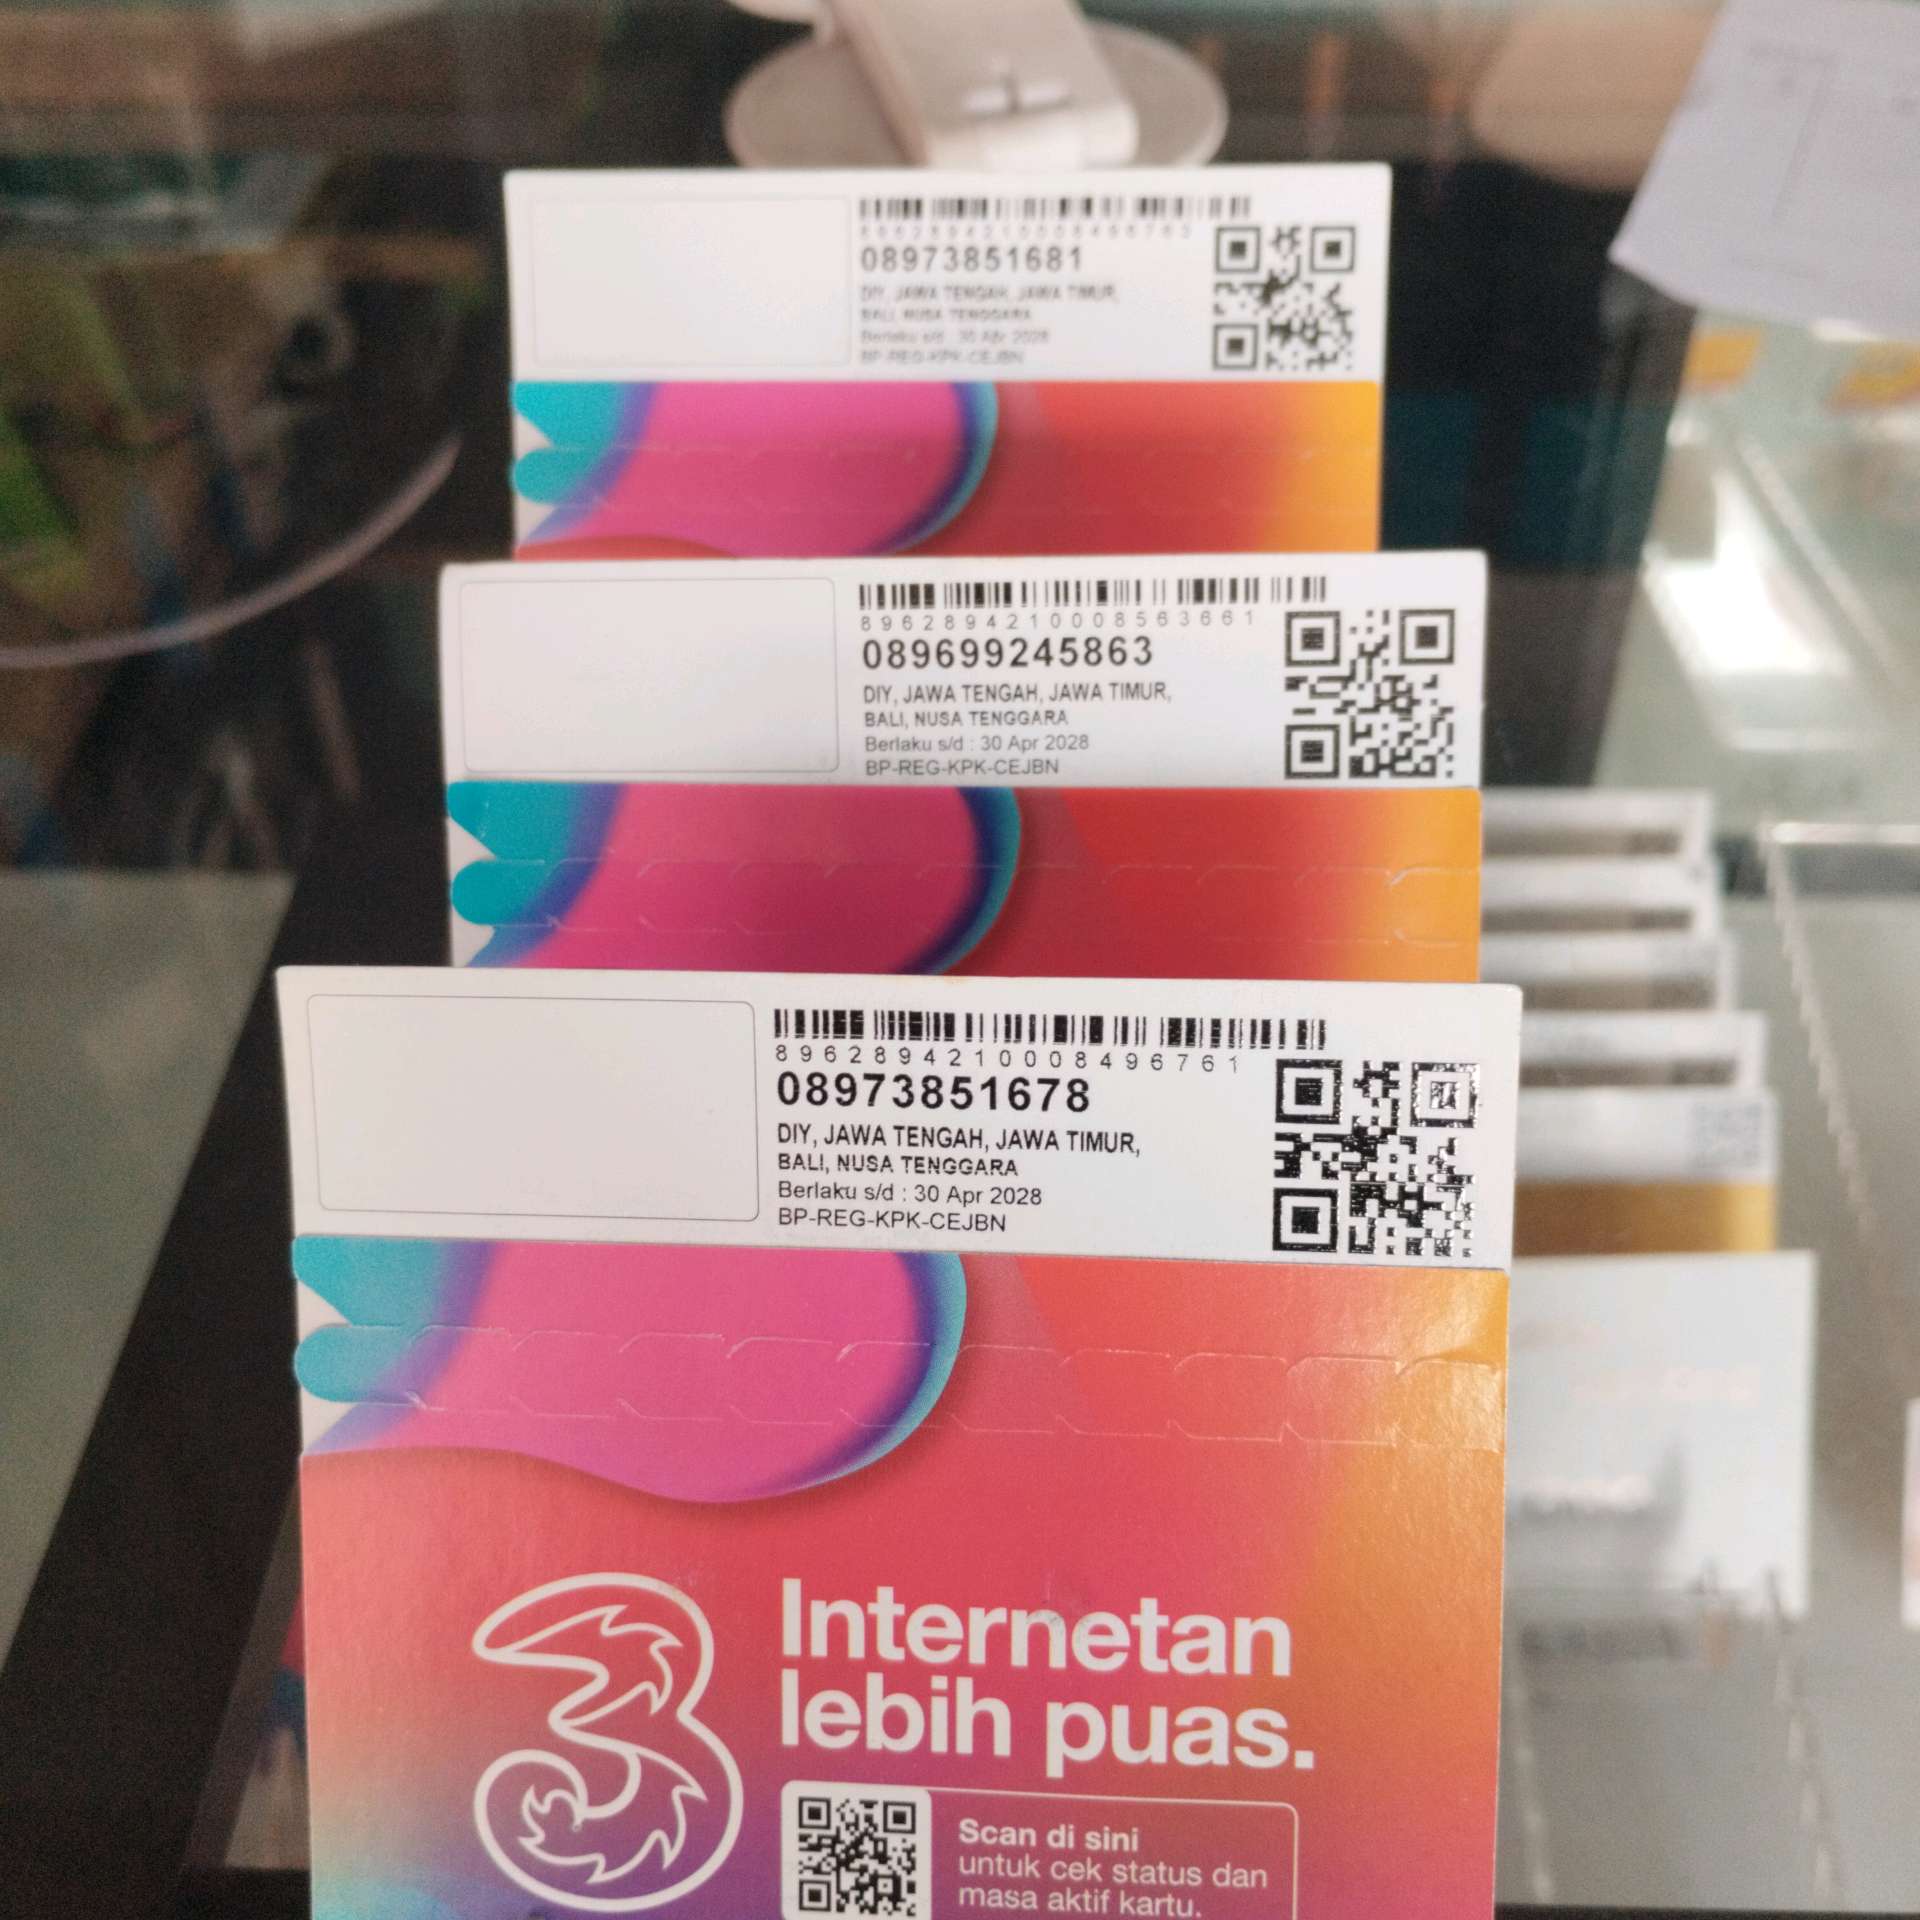 8962894210008496763
08973851681
DIY, JAWA TENGAH, JAWA TIMUR,
BALI, NUSA TENGGARA
Berlaku s/d : 30 Apr 2028
BP-REG-KPK-CEJBN
8962894210008563661
089699245863
DIY, JAWA TENGAH, JAWA TIMUR,
BALI, NUSA TENGGARA
Berlaku s/d : 30 Apr 2028
BP-REG-KPK-CEJBN
8962894210008496761
08973851678
DIY, JAWA TENGAH, JAWA TIMUR,
BALI, NUSA TENGGARA
Berlaku s/d : 30 Apr 2028
BP-REG-KPK-CEJBN
3
Internetan
lebih puas.
Scan di sini
untuk cek status dan
masa aktif kartu.